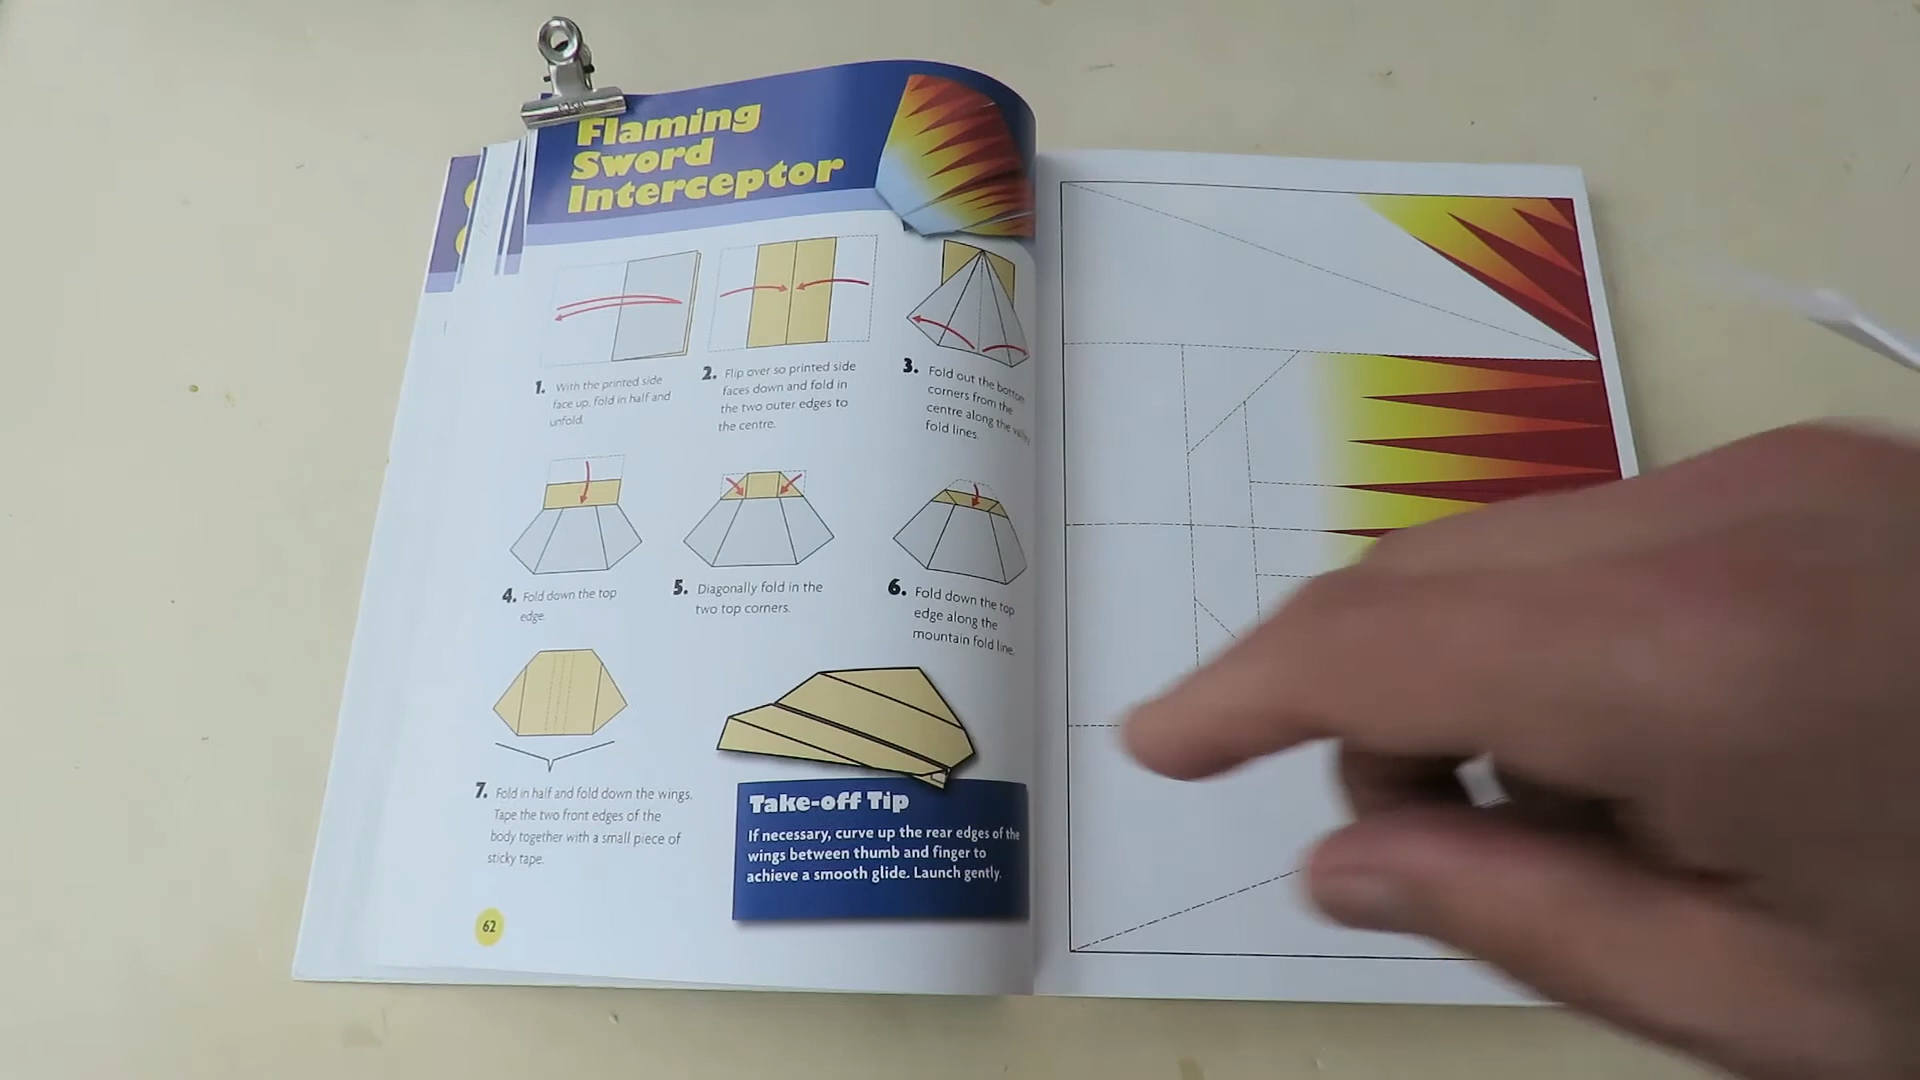 Flaming
Sword
Interceptor
1. With the printed side
face up, fold in half and
unfold.
2. Flip over so printed side
faces down and fold in
the two outer edges to
the centre.
3. Fold out the bottom
corners from the
centre along the valley
fold lines.
4. Fold down the top
edge.
5. Diagonally fold in the
two top corners.
6. Fold down the top
edge along the
mountain fold line.
7. Fold in half and fold down the wings.
Tape the two front edges of the
body together with a small piece of
sticky tape.
Take-off Tip
If necessary, curve up the rear edges of the
wings between thumb and finger to
achieve a smooth glide. Launch gently.
62